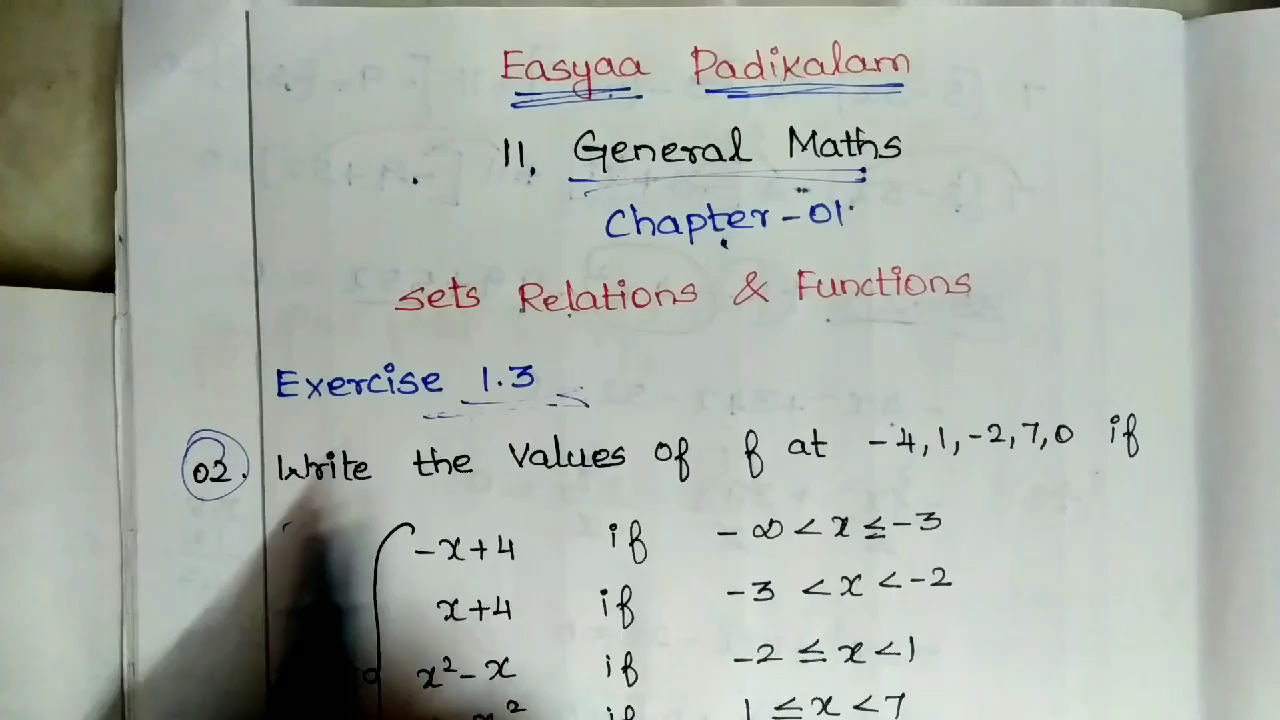 Easyaa Padikalam
11. General Maths
Chapter-01
Sets Relations & Functions
Exercise 1.3
02. Write the values of f at -4, 1, -2, 7, 0 if
-x+4 if -∞ < x ≤ -3
x+4 if -3 < x < -2
x² - x if -2 ≤ x < 1
x² if 1 ≤ x < 7